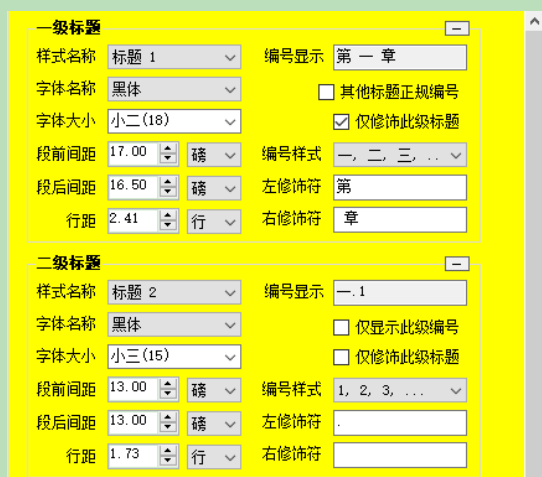 一级标题
样式名称 标题 1 编号显示 第 一 章
字体名称 黑体 其他标题正规编号
字体大小 小二(18) 仅修饰此级标题
段前间距 17.00 磅 编号样式 一, 二, 三, ..
段后间距 16.50 磅 左修饰符 第
行距 2.41 行 右修饰符 章
二级标题
样式名称 标题 2 编号显示 一.1
字体名称 黑体 仅显示此级编号
字体大小 小三(15) 仅修饰此级标题
段前间距 13.00 磅 编号样式 1, 2, 3, ...
段后间距 13.00 磅 左修饰符 .
行距 1.73 行 右修饰符